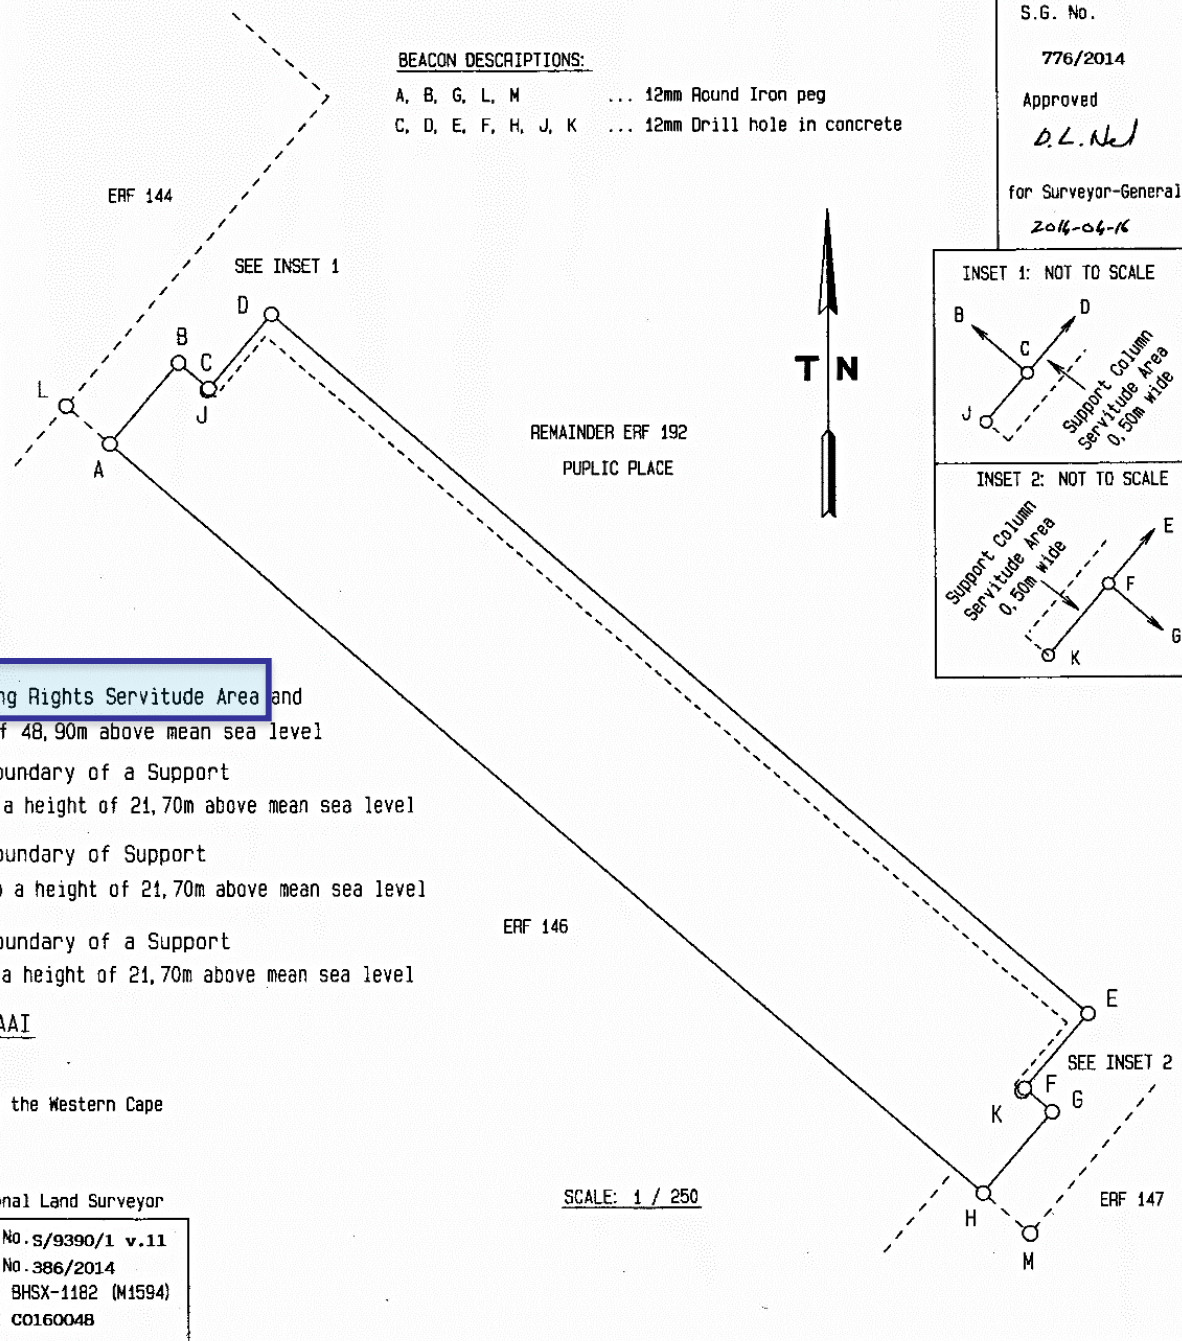 S.G. No.
776/2014
Approved
D.L. Nel
for Surveyor-General
2014-04-16
BEACON DESCRIPTIONS:
A, B, G, L, M ... 12mm Round Iron peg
C, D, E, F, H, J, K ... 12mm Drill hole in concrete
ERF 144
SEE INSET 1
D
B
C
J
L
A
T N
REMAINDER ERF 192
PUPLIC PLACE
INSET 1: NOT TO SCALE
B
D
C
J
Support Column
Servitude Area
0,50m wide
INSET 2: NOT TO SCALE
Support Column
Servitude Area
0,50m wide
E
F
G
K
ng Rights Servitude Area and
f 48,90m above mean sea level
oundary of a Support
a height of 21,70m above mean sea level
oundary of Support
o a height of 21,70m above mean sea level
oundary of a Support
a height of 21,70m above mean sea level
AAI
the Western Cape
ERF 146
E
SEE INSET 2
F
K
G
H
M
ERF 147
SCALE: 1 / 250
onal Land Surveyor
No. S/9390/1 v.11
No. 386/2014
BHSX-1182 (M1594)
C0160048